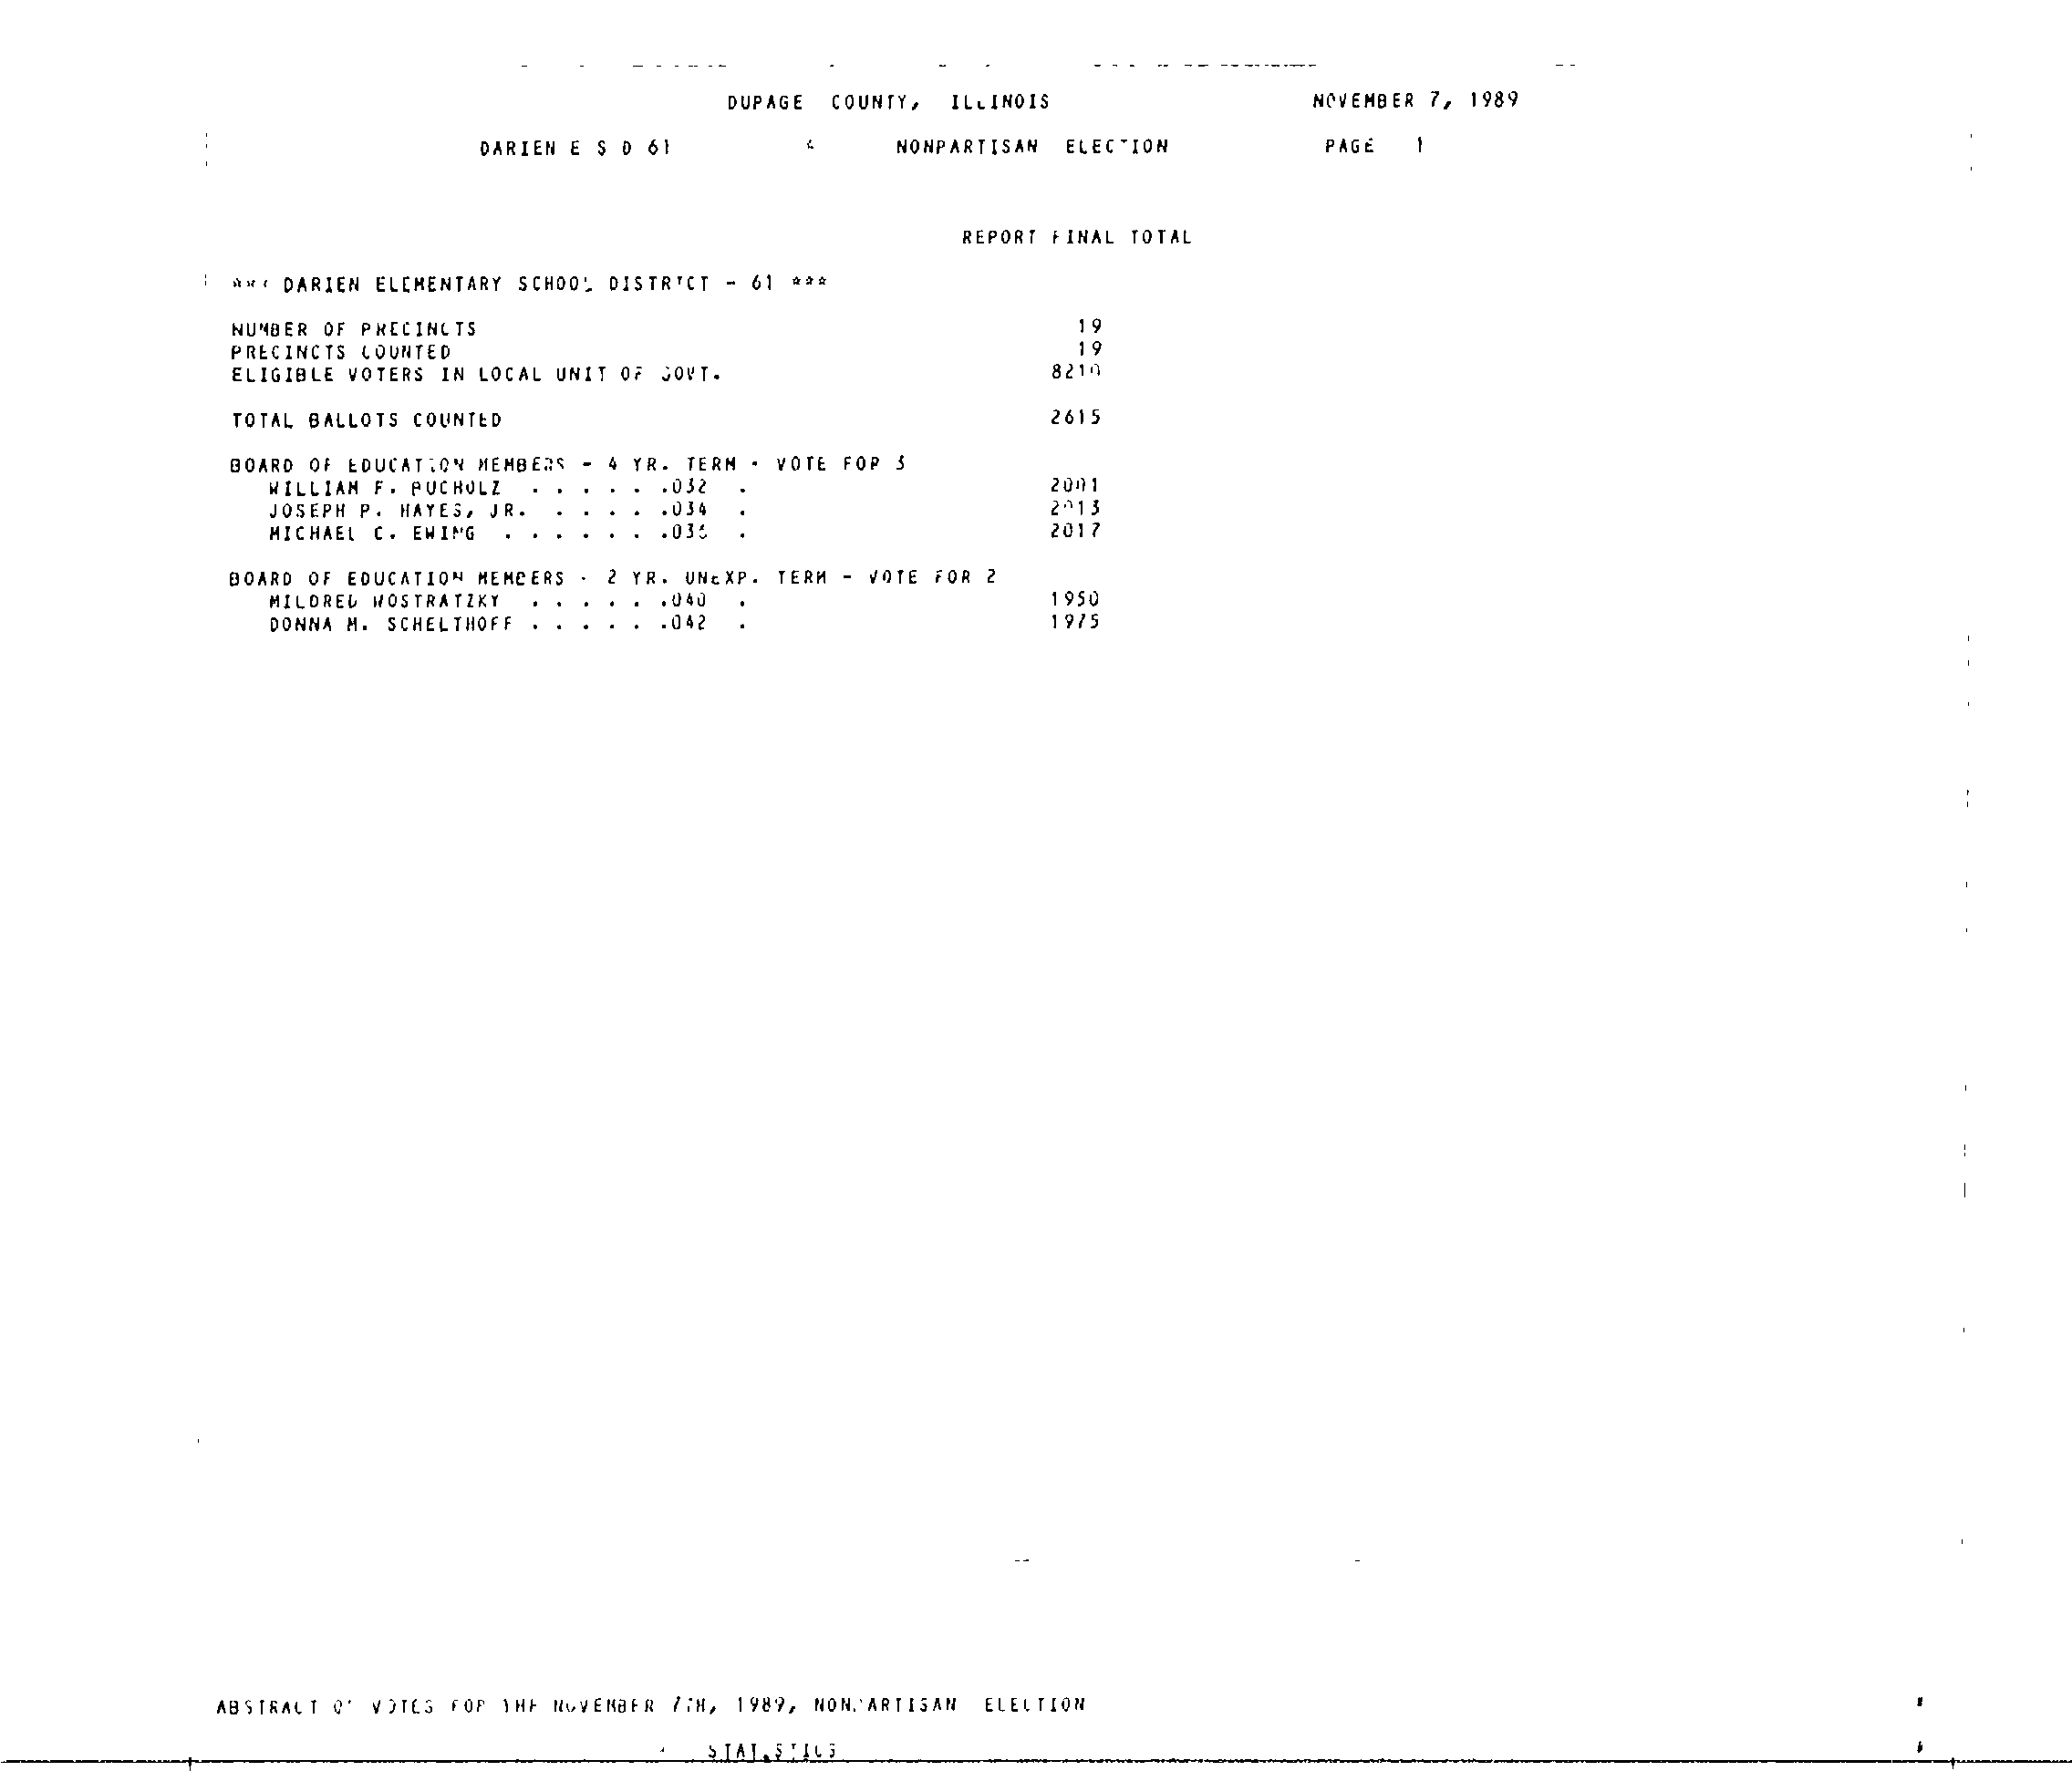 DUPAGE COUNTY, ILLINOIS NOVEMBER 7, 1989
DARIEN E S D 61 & NONPARTISAN ELECTION PAGE 1
REPORT FINAL TOTAL
*** DARIEN ELEMENTARY SCHOOL DISTRICT - 61 ***
NUMBER OF PRECINCTS 19
PRECINCTS COUNTED 19
ELIGIBLE VOTERS IN LOCAL UNIT OF GOVT. 8210
TOTAL BALLOTS COUNTED 2615
BOARD OF EDUCATION MEMBERS - 4 YR. TERM - VOTE FOR 3
WILLIAM F. BUCHOLZ . . . . . .032 . 2001
JOSEPH P. HAYES, JR. . . . . .034 . 2013
MICHAEL C. EWING . . . . . . .036 . 2017
BOARD OF EDUCATION MEMBERS - 2 YR. UNEXP. TERM - VOTE FOR 2
MILDRED WOSTRATZKY . . . . . .040 . 1950
DONNA M. SCHELTHOFF . . . . . .042 . 1975
ABSTRACT OF VOTES FOR THE NOVEMBER 7TH, 1989, NONPARTISAN ELECTION
STATISTICS